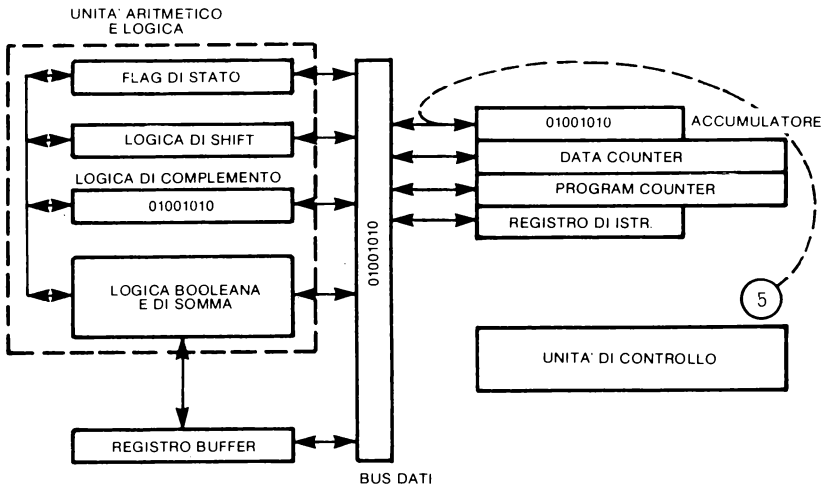 UNITA' ARITMETICO
E LOGICA
FLAG DI STATO
LOGICA DI SHIFT
LOGICA DI COMPLEMENTO
01001010
LOGICA BOOLEANA
E DI SOMMA
REGISTRO BUFFER
01001010
BUS DATI
01001010
ACCUMULATORE
DATA COUNTER
PROGRAM COUNTER
REGISTRO DI ISTR.
5
UNITA' DI CONTROLLO